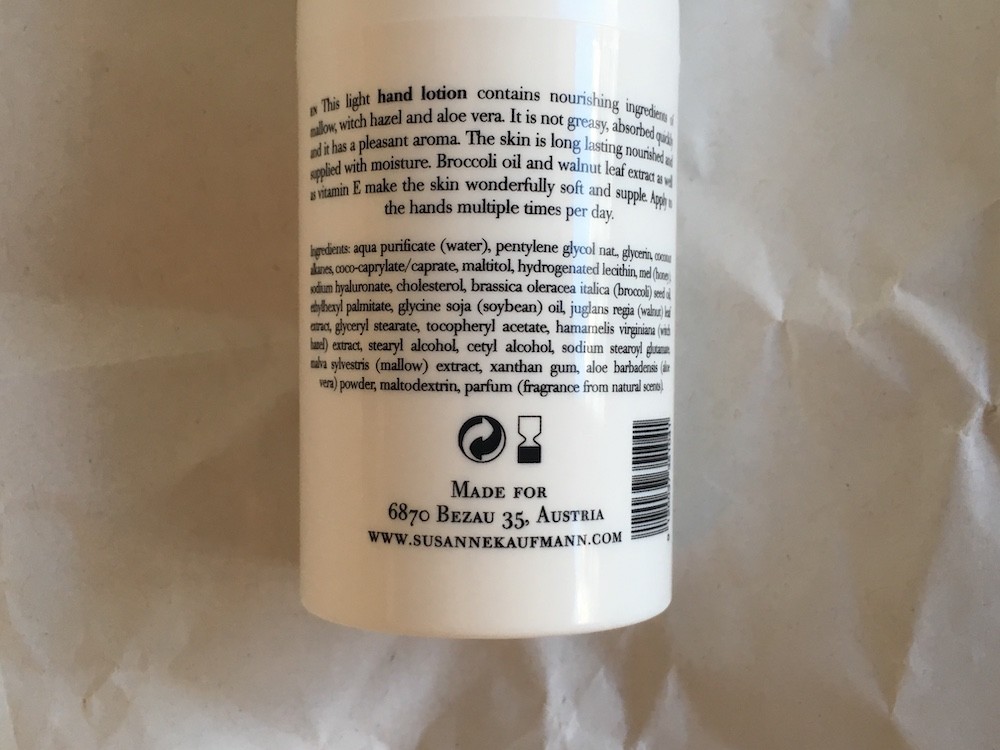 EN This light hand lotion contains nourishing ingredients of
mallow, witch hazel and aloe vera. It is not greasy, absorbed quickly
and it has a pleasant aroma. The skin is long lasting nourished and
supplied with moisture. Broccoli oil and walnut leaf extract as well
as vitamin E make the skin wonderfully soft and supple. Apply to
the hands multiple times per day.
Ingredients: aqua purificate (water), pentylene glycol nat., glycerin, coconut
alkanes, coco-caprylate/caprate, maltitol, hydrogenated lecithin, mel (honey),
sodium hyaluronate, cholesterol, brassica oleracea italica (broccoli) seed oil,
ethylhexyl palmitate, glycine soja (soybean) oil, juglans regia (walnut) leaf
extract, glyceryl stearate, tocopheryl acetate, hamamelis virginiana (witch
hazel) extract, stearyl alcohol, cetyl alcohol, sodium stearoyl glutamate,
malva sylvestris (mallow) extract, xanthan gum, aloe barbadensis (aloe
vera) powder, maltodextrin, parfum (fragrance from natural scents).
MADE FOR
6870 BEZAU 35, AUSTRIA
WWW.SUSANNEKAUFMANN.COM